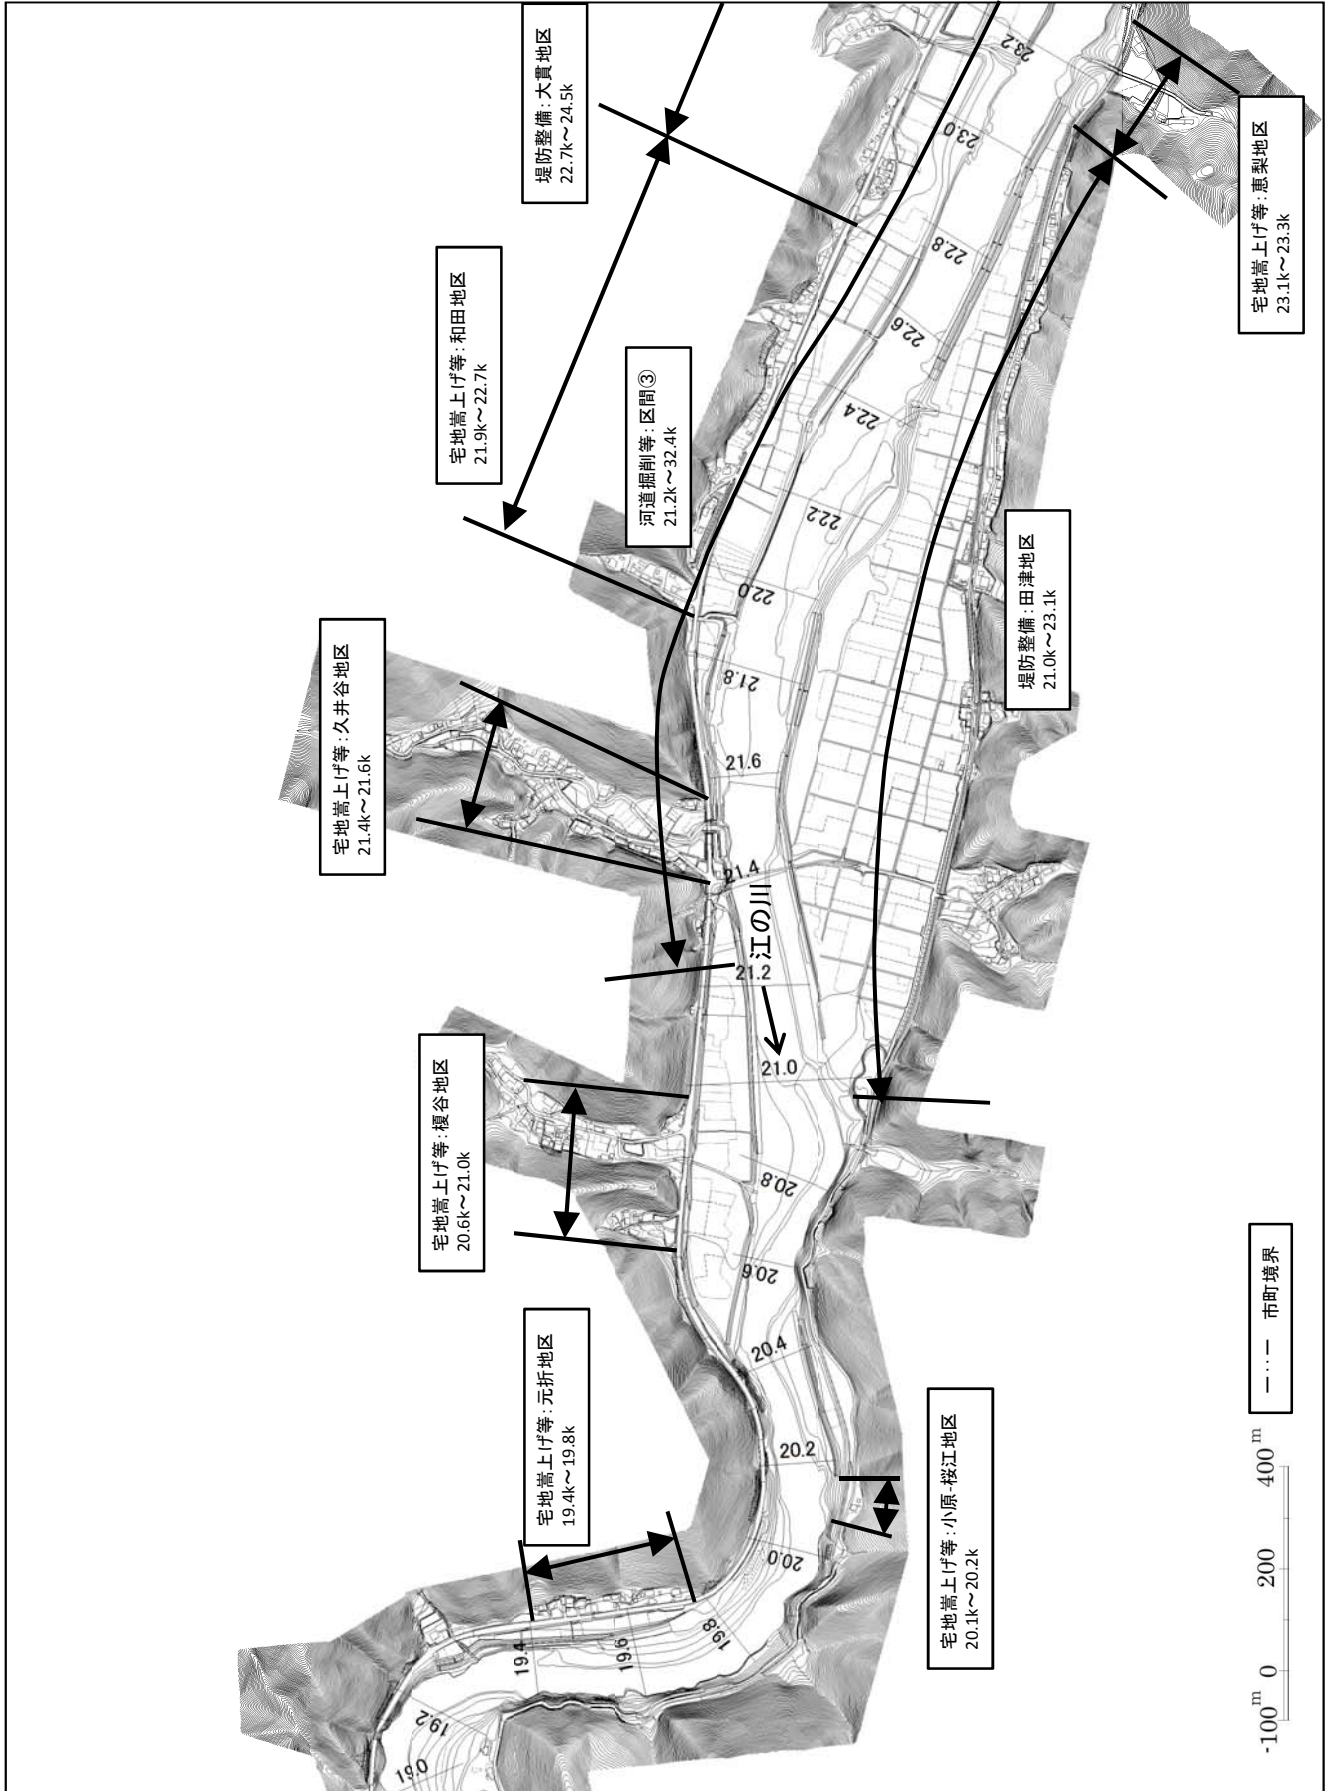 堤防整備：大貫地区
22.7k～24.5k
宅地嵩上げ等：和田地区
21.9k～22.7k
河道掘削等：区間③
21.2k～32.4k
宅地嵩上げ等：久井谷地区
21.4k～21.6k
宅地嵩上げ等：榎谷地区
20.6k～21.0k
宅地嵩上げ等：元折地区
19.4k～19.8k
宅地嵩上げ等：恵梨地区
23.1k～23.3k
堤防整備：田津地区
21.0k～23.1k
宅地嵩上げ等：小原-桜江地区
20.1k～20.2k
江の川
19.0
19.2
19.4
19.6
19.8
20.0
20.2
20.4
20.6
20.8
21.0
21.2
21.4
21.6
21.8
22.0
22.2
22.4
22.6
22.8
23.0
23.2
市町境界
-100m 0 200 400m